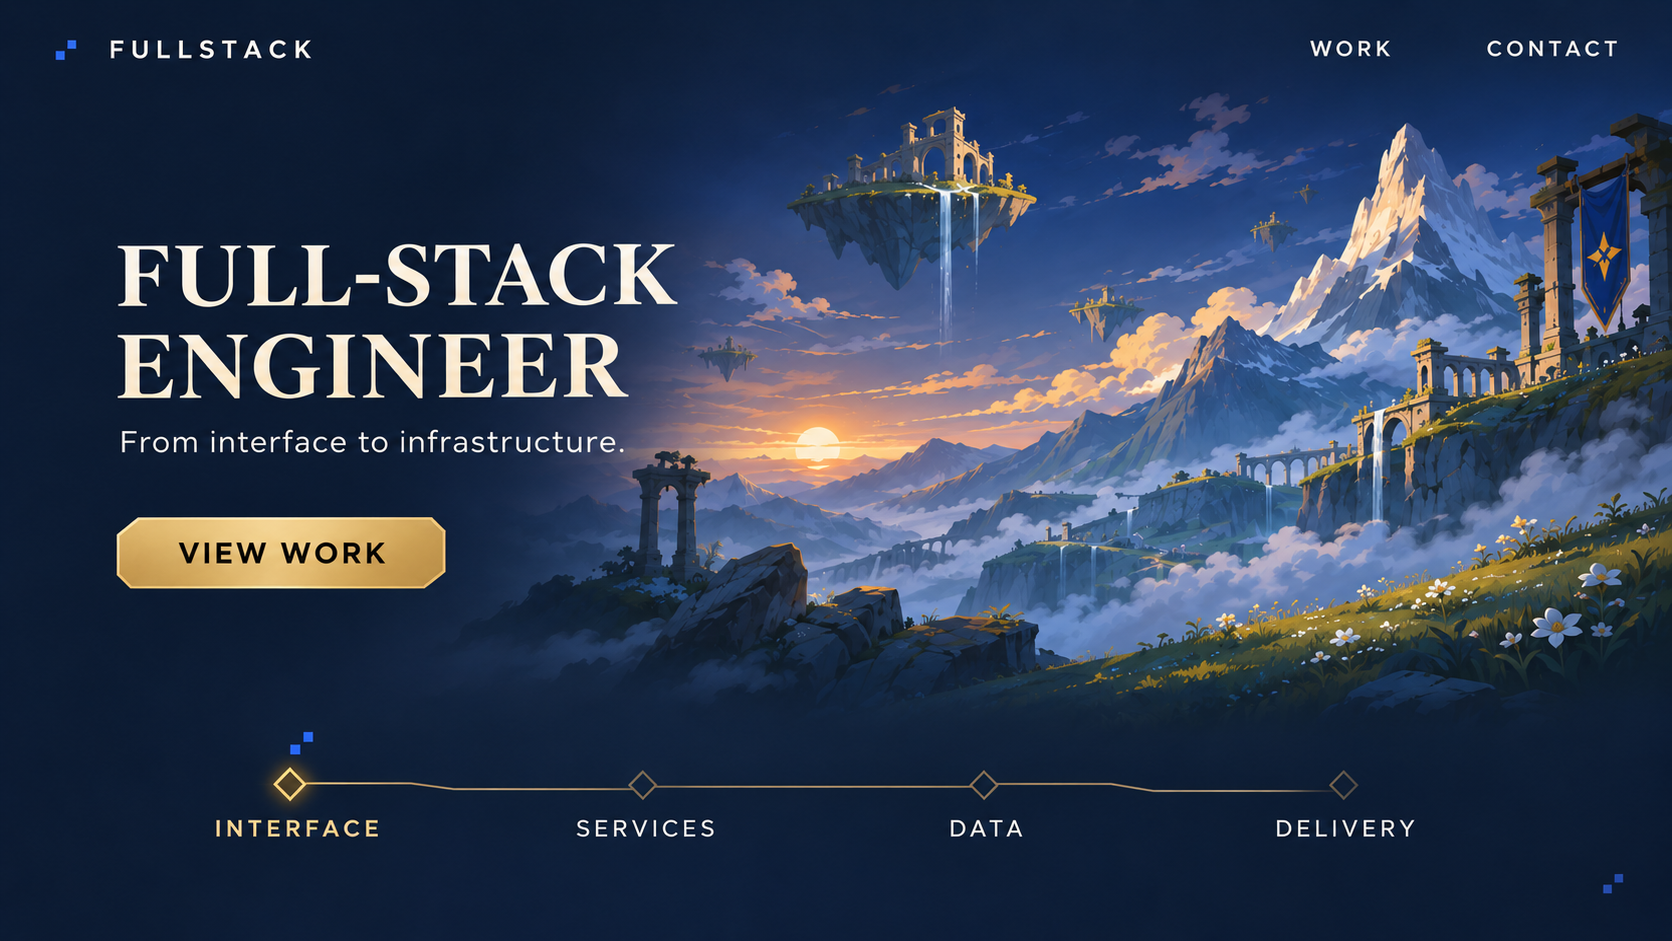 FULLSTACK
WORK
CONTACT
FULL-STACK
ENGINEER
From interface to infrastructure.
VIEW WORK
INTERFACE
SERVICES
DATA
DELIVERY